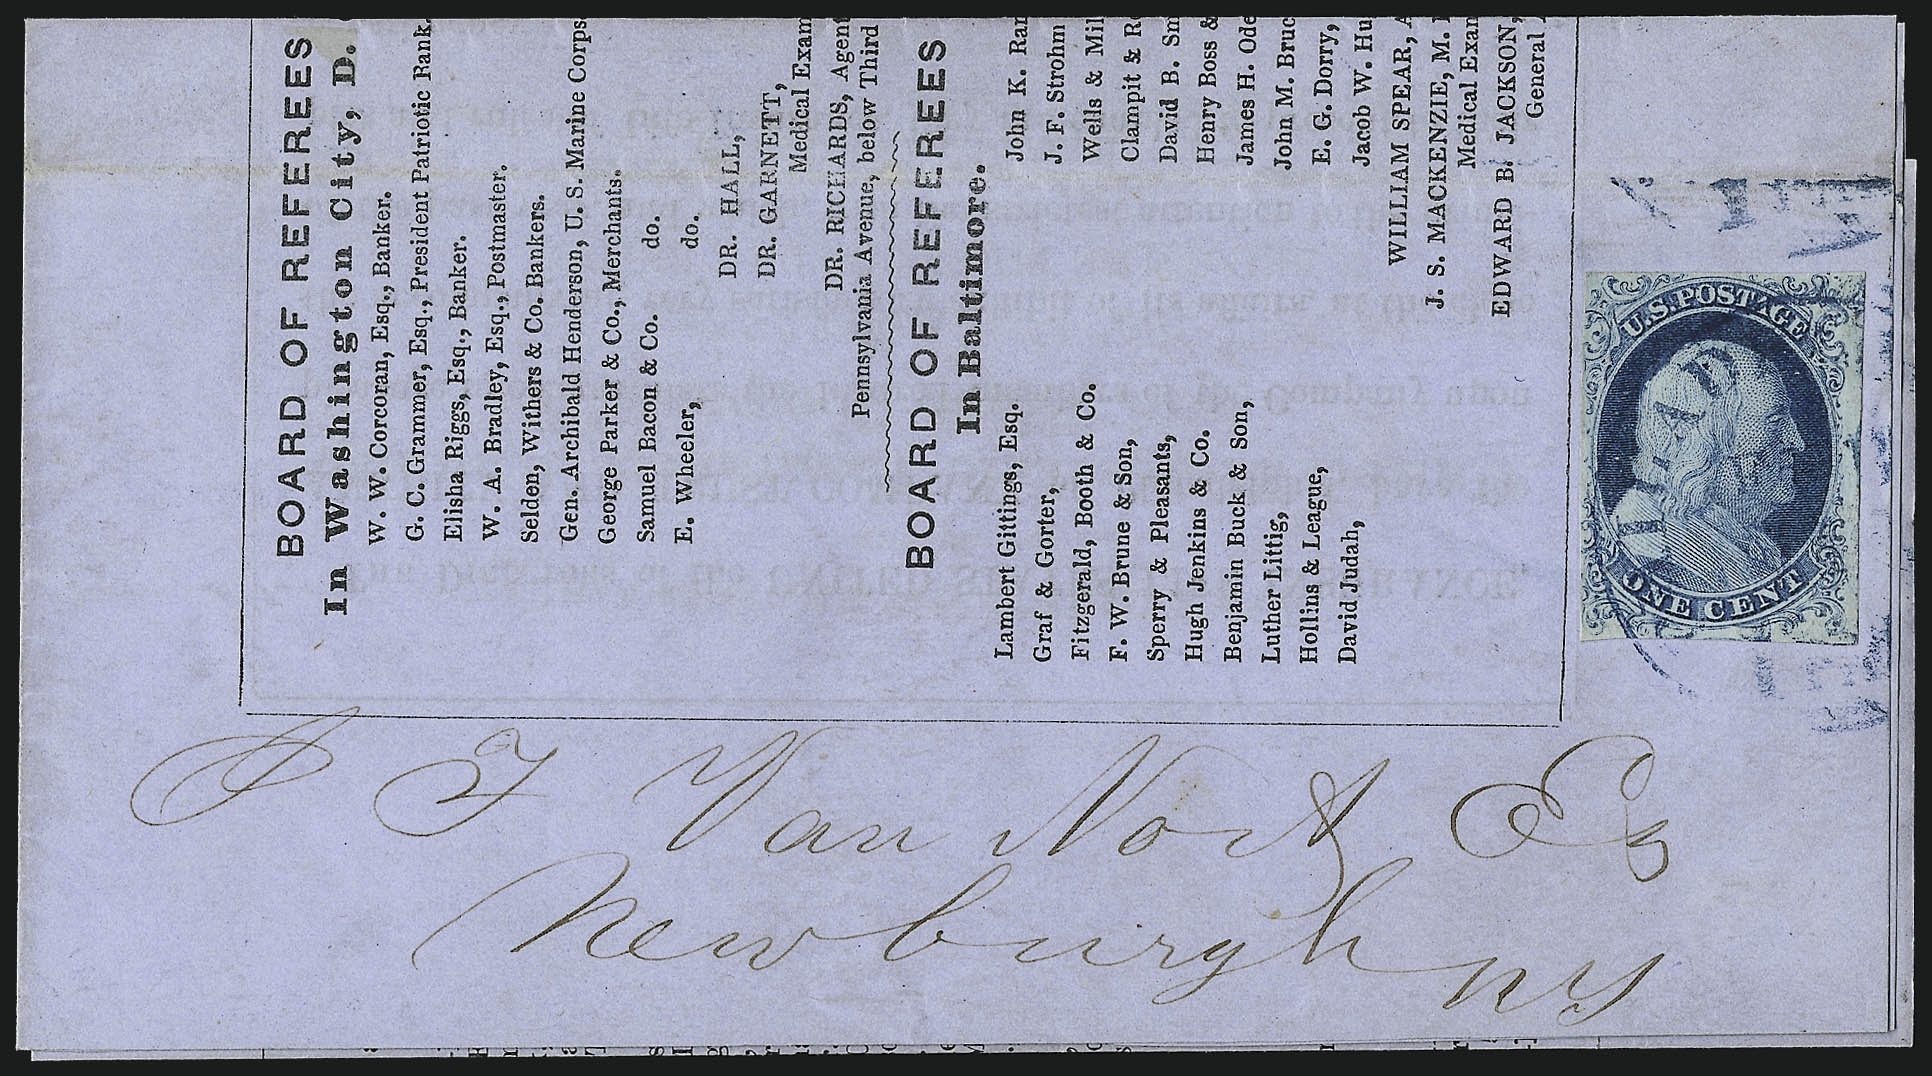 BOARD OF REFEREES
In Washington City, D.
W. W. Corcoran, Esq., Banker.
G. C. Grammer, Esq., President Patriotic Bank.
Elisha Riggs, Esq., Banker.
W. A. Bradley, Esq., Postmaster.
Selden, Withers & Co. Bankers.
Gen. Archibald Henderson, U. S. Marine Corps
George Parker & Co., Merchants.
Samuel Bacon & Co. do.
E. Wheeler, do.
DR. HALL,
DR. GARNETT,
Medical Exam
DR. RICHARDS, Agent
Pennsylvania Avenue, below Third
BOARD OF REFEREES
In Baltimore.
Lambert Gittings, Esq.
Graf & Gorter,
Fitzgerald, Booth & Co.
F. W. Brune & Son,
Sperry & Pleasants,
Hugh Jenkins & Co.
Benjamin Buck & Son,
Luther Littig,
Hollins & League,
David Judah,
John K. Ran
J. F. Strohm
Wells & Mil
Clampit & R
David B. Sm
Henry Boss &
James H. Ode
John M. Bruc
E. G. Dorry,
Jacob W. Hu
WILLIAM SPEAR, A
J. S. MACKENZIE, M.
Medical Exan
EDWARD B. JACKSON,
General
U.S. POSTAGE
ONE CENT
PAID
J T Van Nort Esq
Newburgh
NY